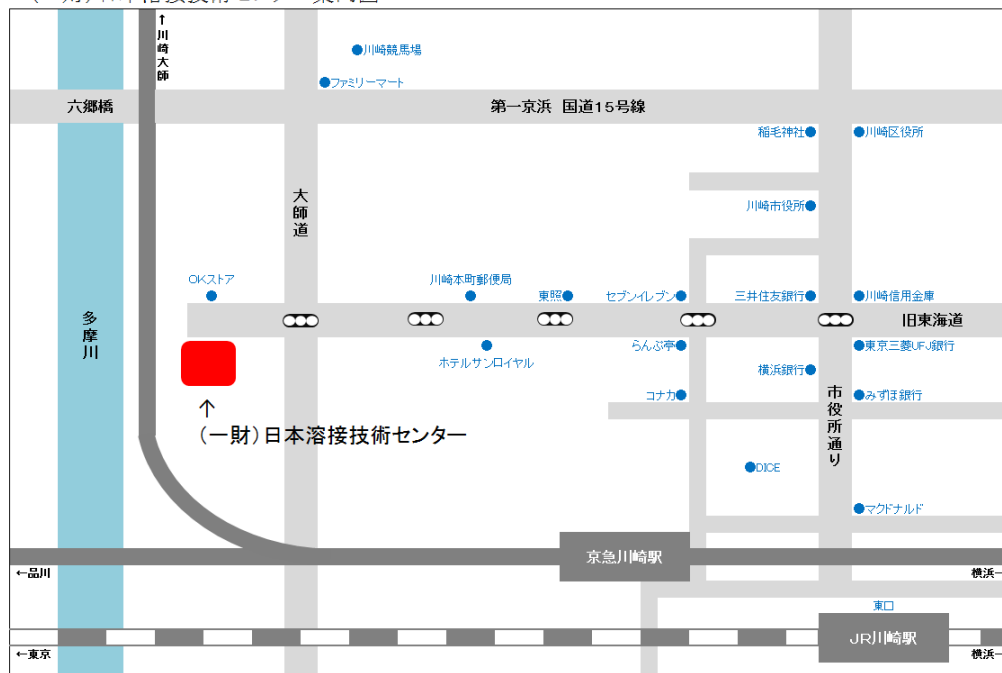 ↑川崎大師
川崎競馬場
ファミリーマート
六郷橋
第一京浜 国道15号線
稲毛神社
川崎区役所
大師道
川崎市役所
OKストア
川崎本町郵便局
東照
セブンイレブン
三井住友銀行
川崎信用金庫
多摩川
旧東海道
ホテルサンロイヤル
らんぶ亭
東京三菱UFJ銀行
横浜銀行
コナカ
みずほ銀行
市役所通り
↑
(一財)日本溶接技術センター
DICE
マクドナルド
京急川崎駅
←品川
横浜→
東口
JR川崎駅
←東京
横浜→